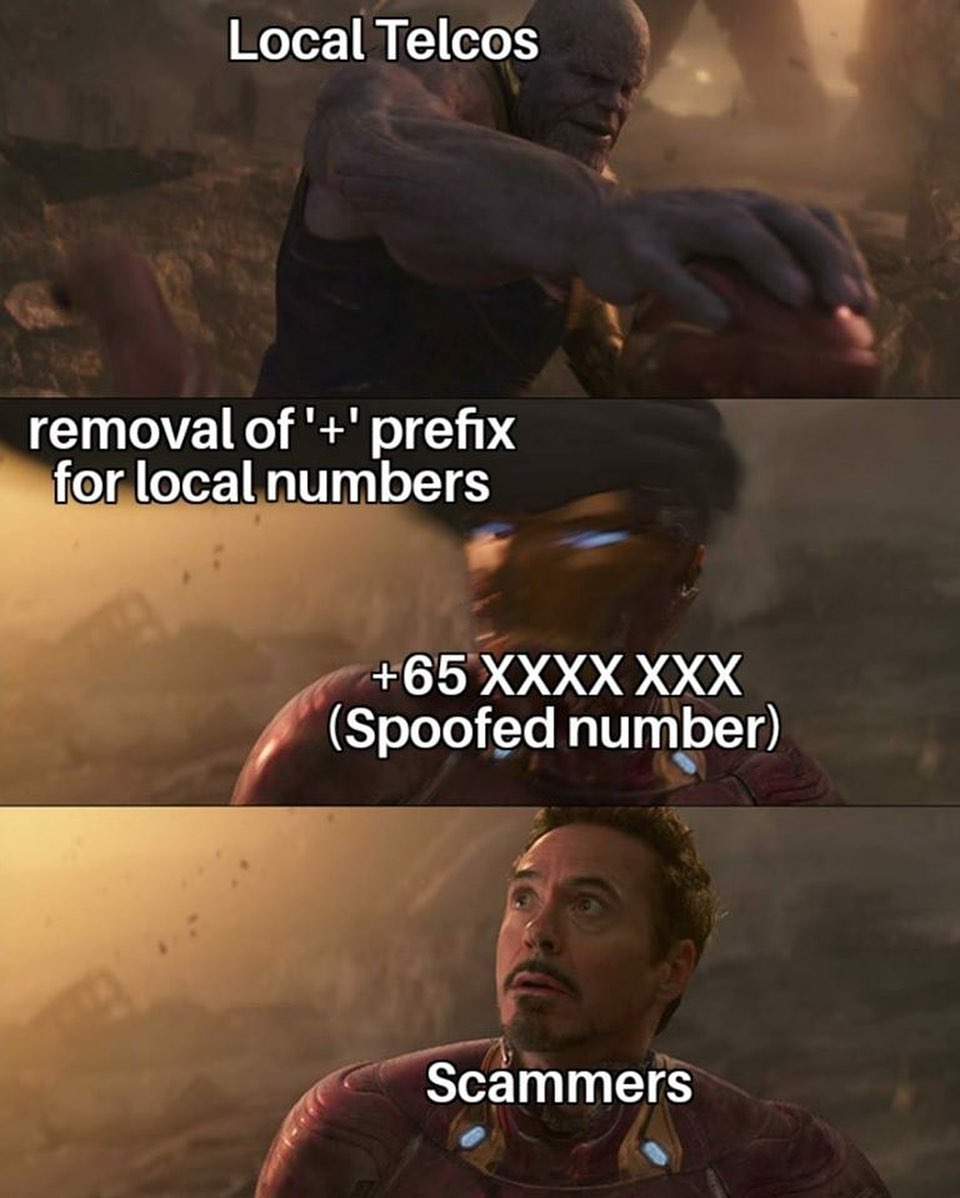 Local Telcos
removal of '+' prefix
for local numbers
+65 XXXX XXX
(Spoofed number)
Scammers